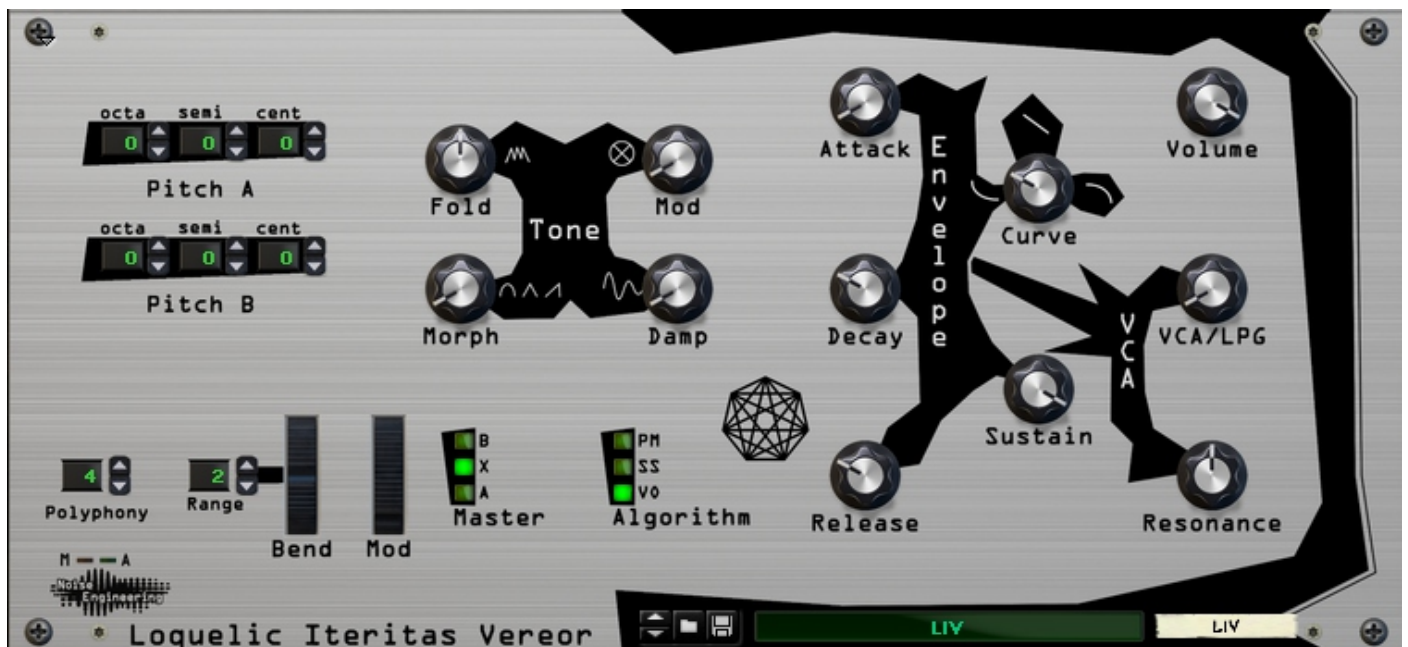 octa semi cent
0 0 0
Pitch A
octa semi cent
0 0 0
Pitch B
Fold
Mod
Tone
Morph
Damp
Attack
Envelope
Curve
Decay
Sustain
Release
Volume
VCA
VCA/LPG
Resonance
4
Polyphony
2
Range
Bend
Mod
B
X
A
Master
PM
SS
VO
Algorithm
M A
Noise
Engineering
Loquelic Iteritas Vereor
LIV
LIV